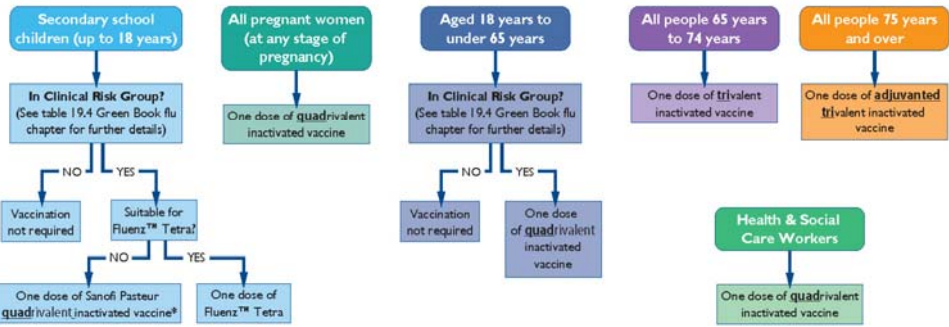 Secondary school
children (up to 18 years)
In Clinical Risk Group?
(See table 19.4 Green Book flu
chapter for further details)
NO
YES
Vaccination
not required
Suitable for
Fluenz™ Tetra?
NO
YES
One dose of Sanofi Pasteur
quadrivalent inactivated vaccine*
One dose of
Fluenz™ Tetra
All pregnant women
(at any stage of
pregnancy)
One dose of quadrivalent
inactivated vaccine
Aged 18 years to
under 65 years
In Clinical Risk Group?
(See table 19.4 Green Book flu
chapter for further details)
NO
YES
Vaccination
not required
One dose
of quadrivalent
inactivated
vaccine
All people 65 years
to 74 years
One dose of trivalent
inactivated vaccine
All people 75 years
and over
One dose of adjuvanted
trivalent inactivated
vaccine
Health & Social
Care Workers
One dose of quadrivalent
inactivated vaccine